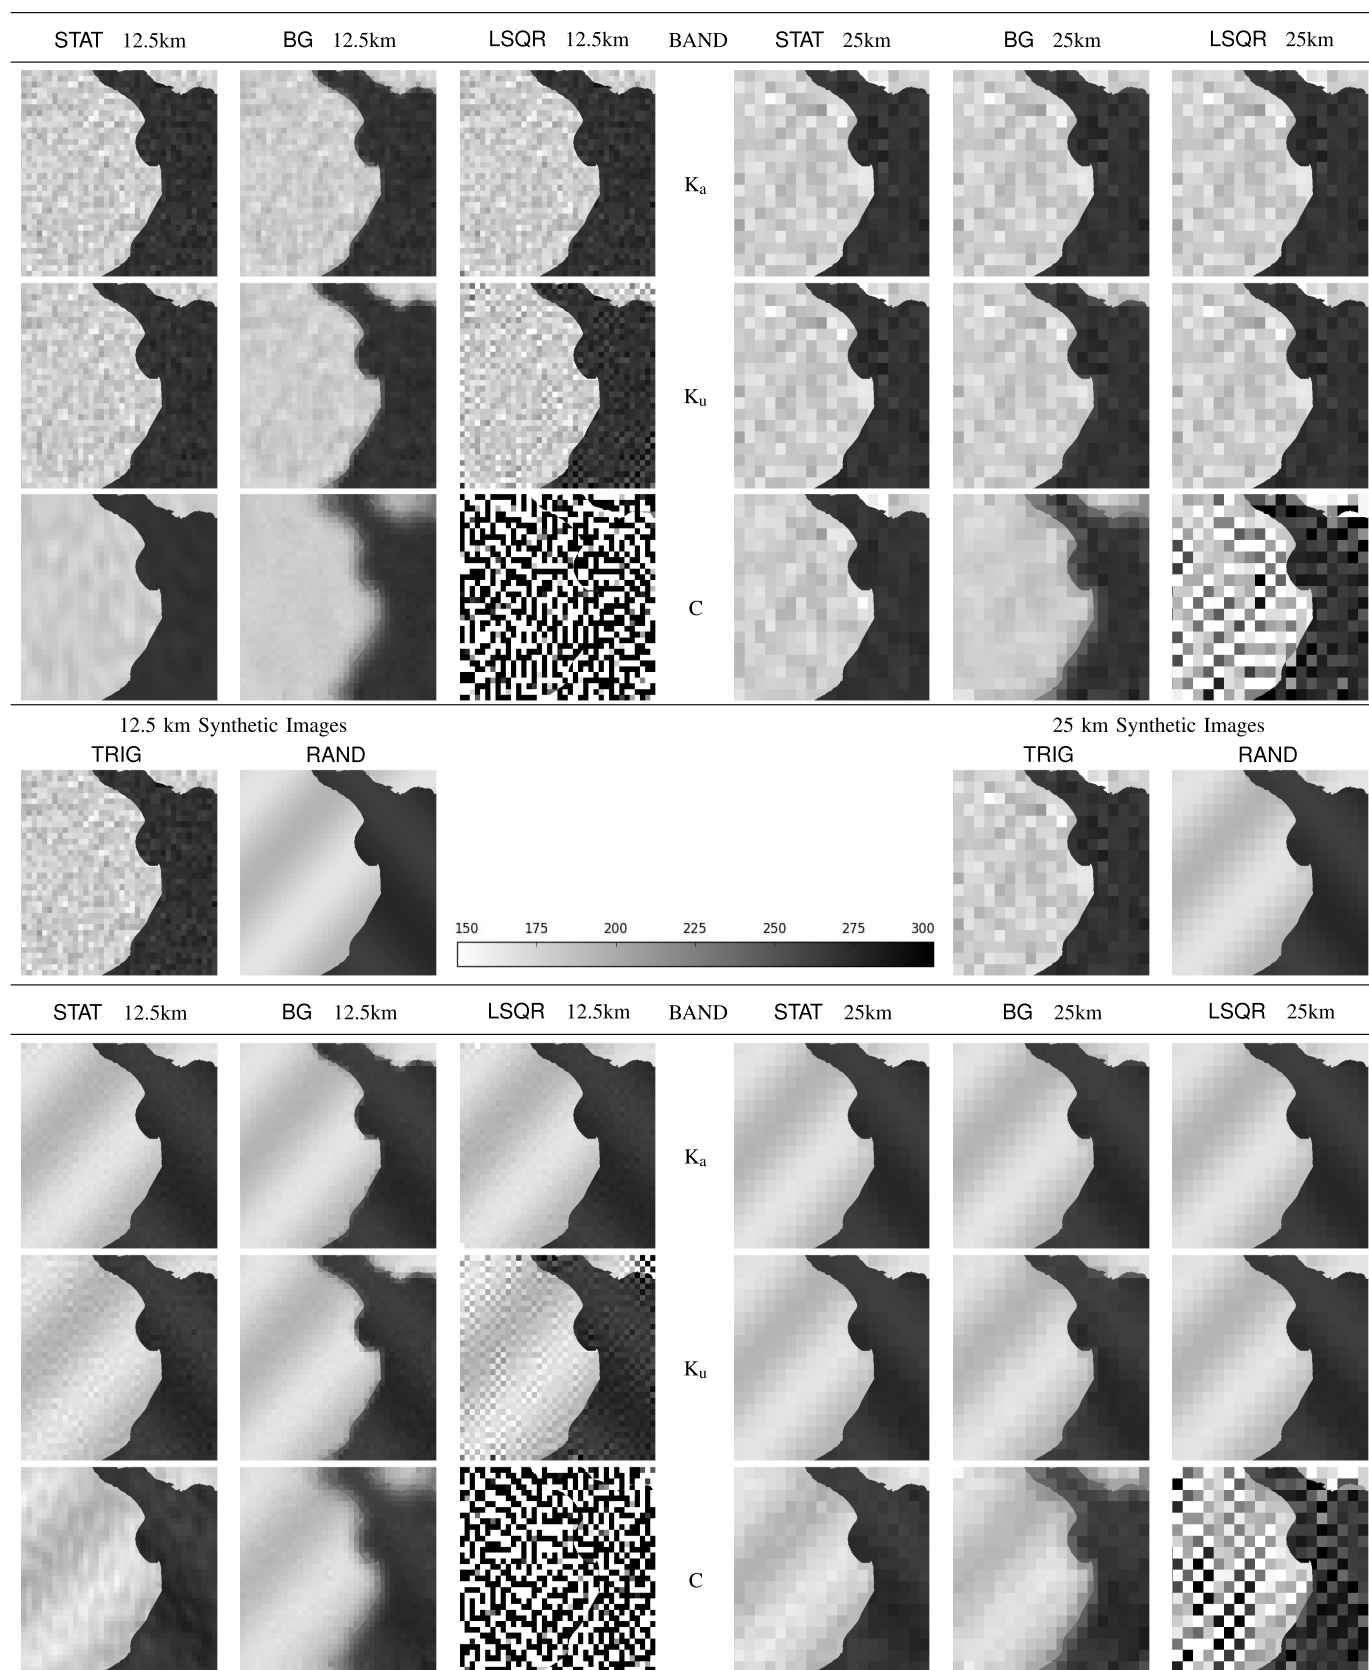 STAT 12.5km BG 12.5km LSQR 12.5km BAND STAT 25km BG 25km LSQR 25km
Ka
Ku
C
12.5 km Synthetic Images 25 km Synthetic Images
TRIG RAND TRIG RAND
150 175 200 225 250 275 300
STAT 12.5km BG 12.5km LSQR 12.5km BAND STAT 25km BG 25km LSQR 25km
Ka
Ku
C